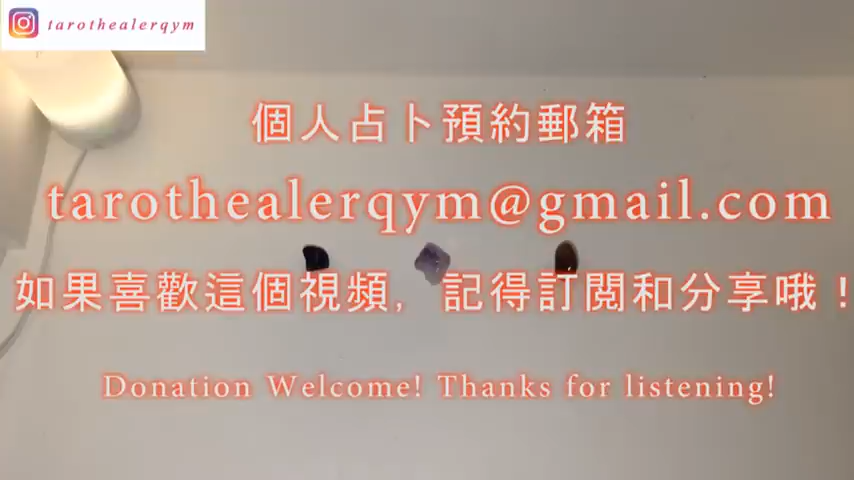 tarothealerqym
個人占卜預約郵箱
tarothealerqym@gmail.com
如果喜歡這個視頻，記得訂閱和分享哦！
Donation Welcome! Thanks for listening!